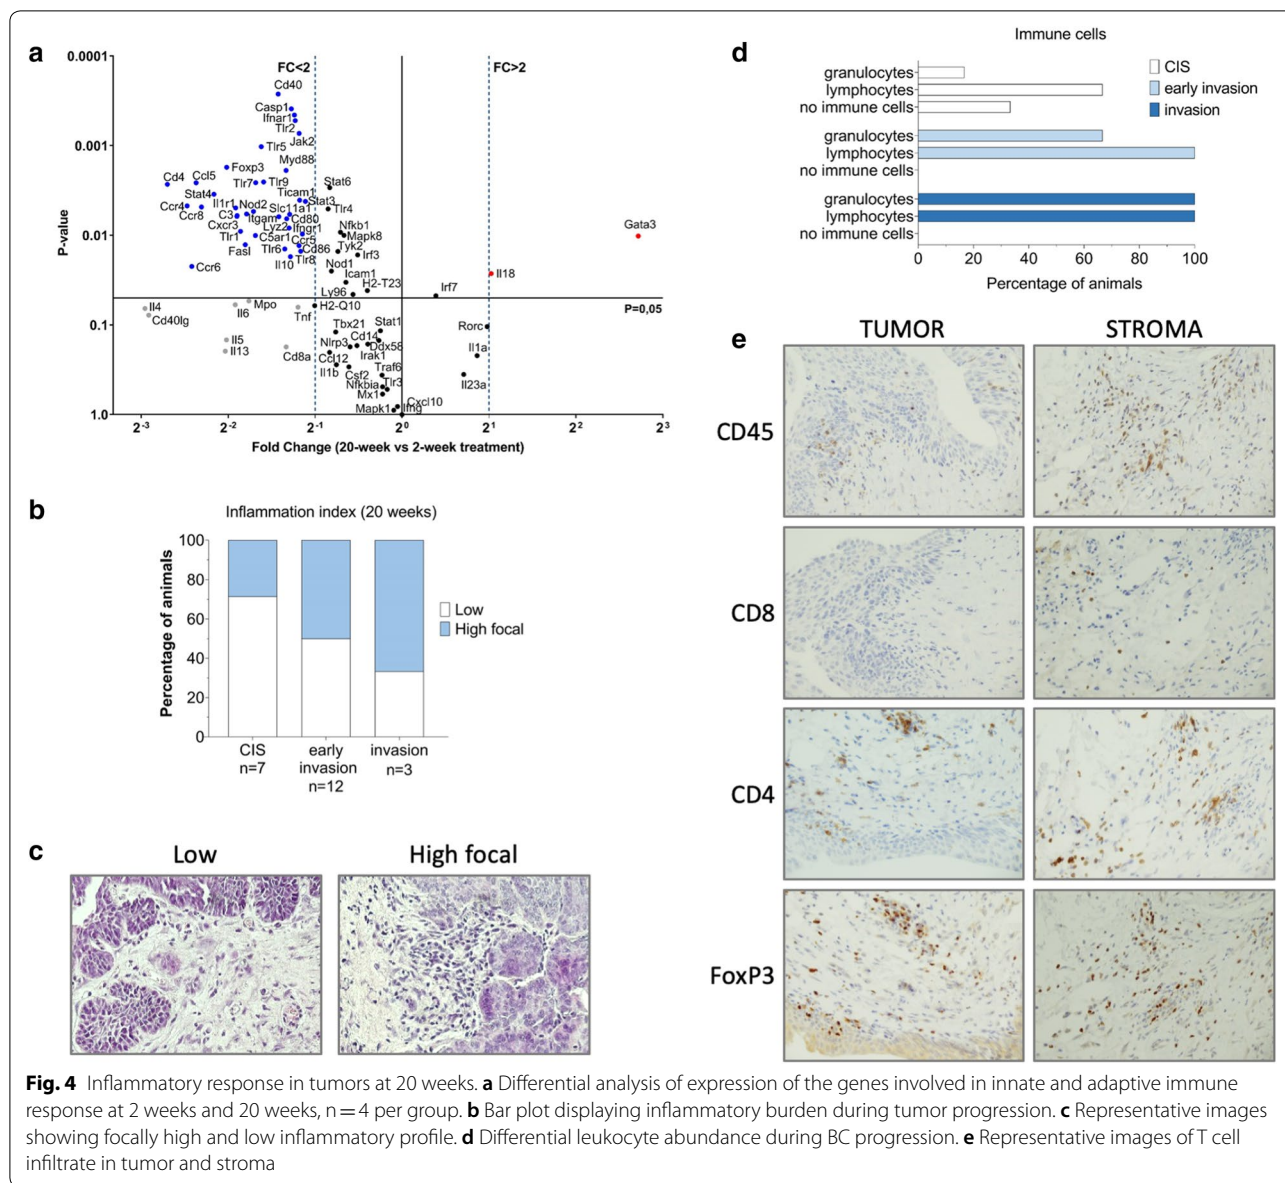 a
0.0001
0.001
0.01
0.1
1.0
P-value
FC<2
FC>2
Cd40
Casp1
Ifnar1
Tlr2
Jak2
Tlr5
Myd88
Foxp3
Cd4
Ccl5
Tlr7
Tlr9
Stat6
Stat4
Ticam1
Stat3
Ccr4
Il1r1
Nod2
Slc11a1
Tlr4
Ccr8
C3
Itgam
Cd80
Cxcr3
Lyz2
Ifngr1
Nfkb1
Mapk8
Gata3
Tlr1
C5ar1
Ccr5
Tyk2
Fasl
Tlr6
Cd86
Irf3
Ccr6
Il10
Tlr8
Nod1
Icam1
Il18
H2-T23
Ly96
Irf7
P=0,05
Il4
Cd40lg
Il6
Mpo
Tnf
H2-Q10
Tbx21
Stat1
Rorc
Il5
Il13
Cd8a
Nlrp3
Cd14
Ddx58
Ccl12
Irak1
Il1a
Il1b
Csf2
Traf6
Il23a
Nfkbia
Tlr3
Mx1
Mapk1
Ifng
Cxcl10
2-3
2-2
2-1
20
21
22
23
Fold Change (20-week vs 2-week treatment)
b
Inflammation index (20 weeks)
Percentage of animals
100
80
60
40
20
0
Low
High focal
CIS
n=7
early
invasion
n=12
invasion
n=3
c
Low
High focal
d
Immune cells
granulocytes
lymphocytes
no immune cells
granulocytes
lymphocytes
no immune cells
granulocytes
lymphocytes
no immune cells
CIS
early invasion
invasion
0 20 40 60 80 100
Percentage of animals
e
TUMOR STROMA
CD45
CD8
CD4
FoxP3
Fig. 4 Inflammatory response in tumors at 20 weeks. a Differential analysis of expression of the genes involved in innate and adaptive immune
response at 2 weeks and 20 weeks, n = 4 per group. b Bar plot displaying inflammatory burden during tumor progression. c Representative images
showing focally high and low inflammatory profile. d Differential leukocyte abundance during BC progression. e Representative images of T cell
infiltrate in tumor and stroma